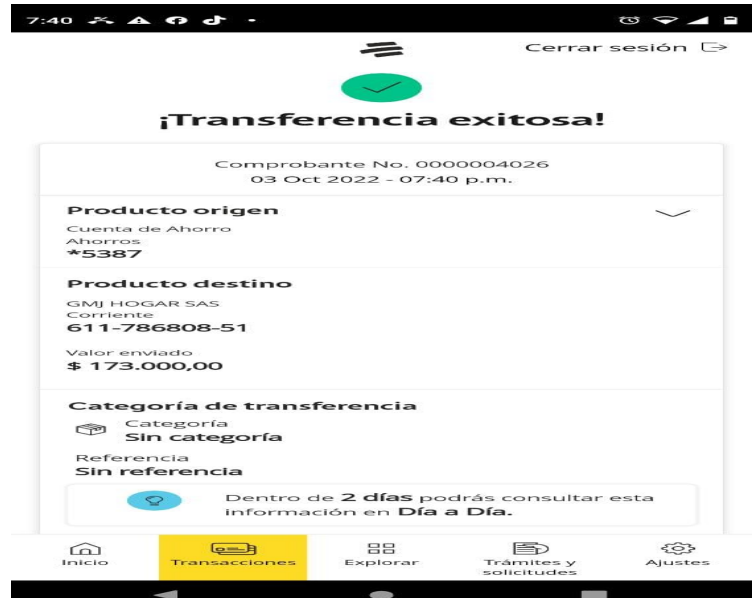 7:40
Cerrar sesión
¡Transferencia exitosa!
Comprobante No. 0000004026
03 Oct 2022 - 07:40 p.m.
Producto origen
Cuenta de Ahorro
Ahorros
*5387
Producto destino
GMJ HOGAR SAS
Corriente
611-786808-51
Valor enviado
$ 173.000,00
Categoría de transferencia
Categoría
Sin categoría
Referencia
Sin referencia
Dentro de 2 días podrás consultar esta
información en Día a Día.
Inicio
Transacciones
Explorar
Trámites y
solicitudes
Ajustes